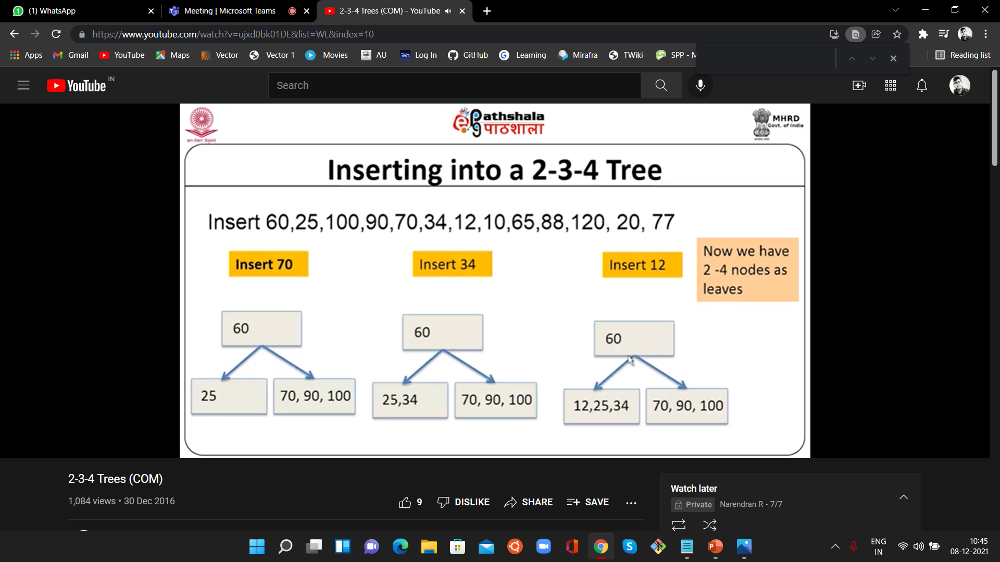 (1) WhatsApp
Meeting | Microsoft Teams
2-3-4 Trees (COM) - YouTube
https://www.youtube.com/watch?v=ujxd0bk01DE&list=WL&index=10
Apps Gmail YouTube Maps Vector Vector 1 Movies AU Log In GitHub Learning Mirafra TWiki SPP - M Reading list
YouTube IN
Search
athshala
पाठशाला
MHRD
Govt. of India
Inserting into a 2-3-4 Tree
Insert 60,25,100,90,70,34,12,10,65,88,120, 20, 77
Insert 70
Insert 34
Insert 12
Now we have
2 -4 nodes as
leaves
60
60
60
25
70, 90, 100
25,34
70, 90, 100
12,25,34
70, 90, 100
2-3-4 Trees (COM)
1,084 views • 30 Dec 2016
9 DISLIKE SHARE SAVE
Watch later
Private Narendran R - 7/7
ENG
IN
10:45
08-12-2021